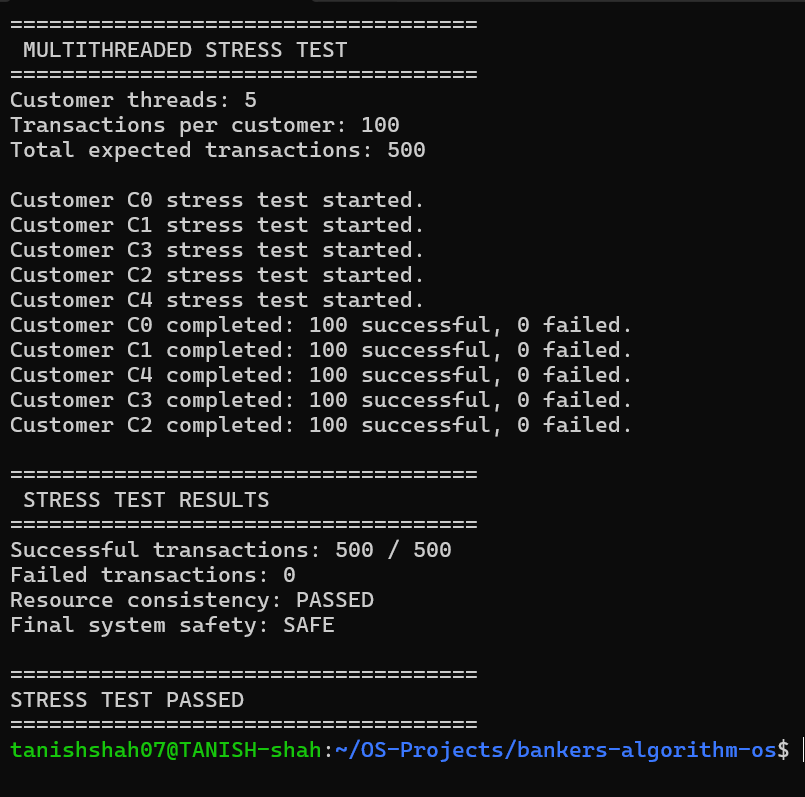 ====================================
MULTITHREADED STRESS TEST
====================================
Customer threads: 5
Transactions per customer: 100
Total expected transactions: 500
Customer C0 stress test started.
Customer C1 stress test started.
Customer C3 stress test started.
Customer C2 stress test started.
Customer C4 stress test started.
Customer C0 completed: 100 successful, 0 failed.
Customer C1 completed: 100 successful, 0 failed.
Customer C4 completed: 100 successful, 0 failed.
Customer C3 completed: 100 successful, 0 failed.
Customer C2 completed: 100 successful, 0 failed.
====================================
STRESS TEST RESULTS
====================================
Successful transactions: 500 / 500
Failed transactions: 0
Resource consistency: PASSED
Final system safety: SAFE
====================================
STRESS TEST PASSED
====================================
tanishshah07@TANISH-shah:~/OS-Projects/bankers-algorithm-os$